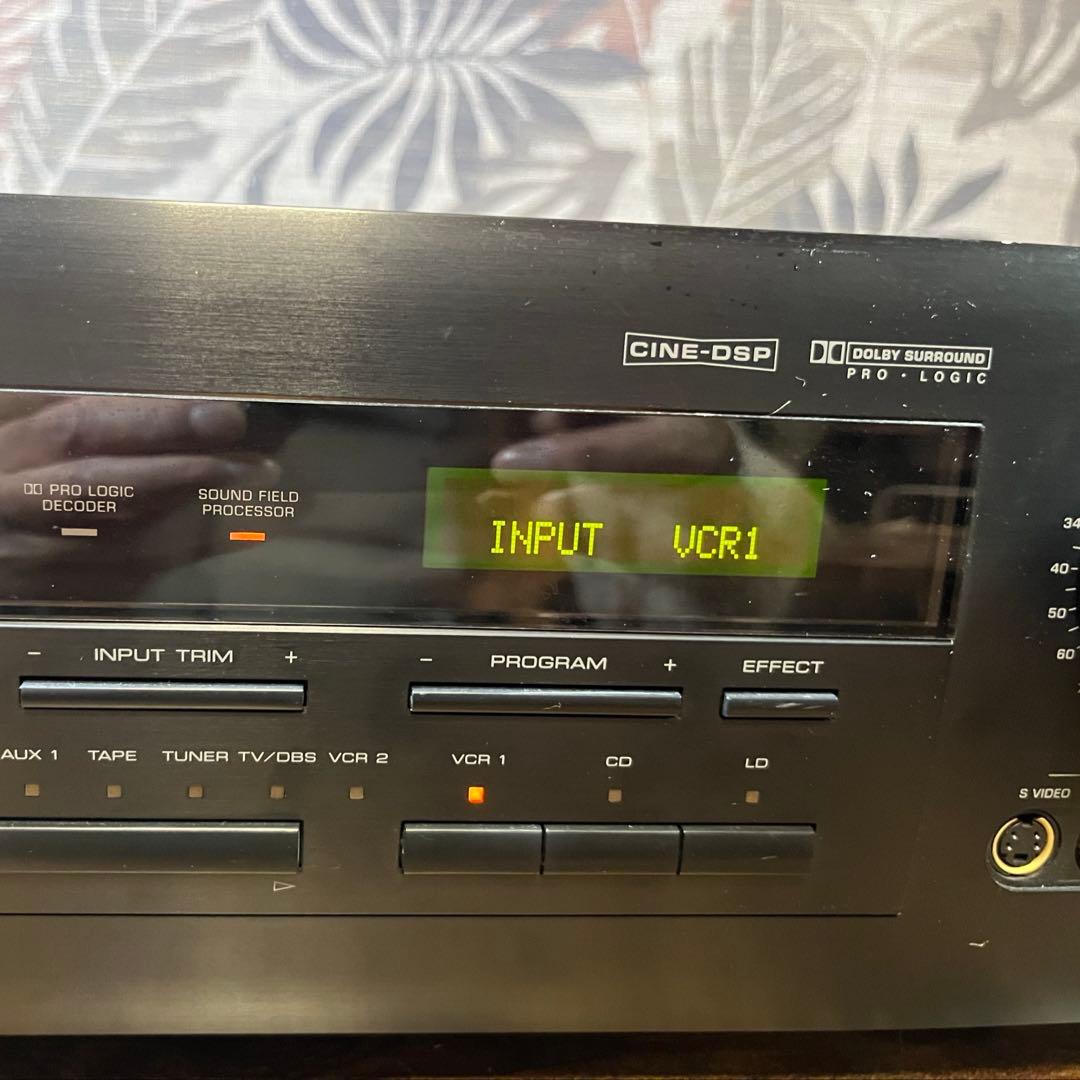 CINE-DSP
DOLBY SURROUND
PRO · LOGIC
PRO LOGIC
DECODER
SOUND FIELD
PROCESSOR
INPUT VCR1
34
40
50
60
− INPUT TRIM +
− PROGRAM +
EFFECT
AUX 1 TAPE TUNER TV/DBS VCR 2 VCR 1 CD LD
S VIDEO